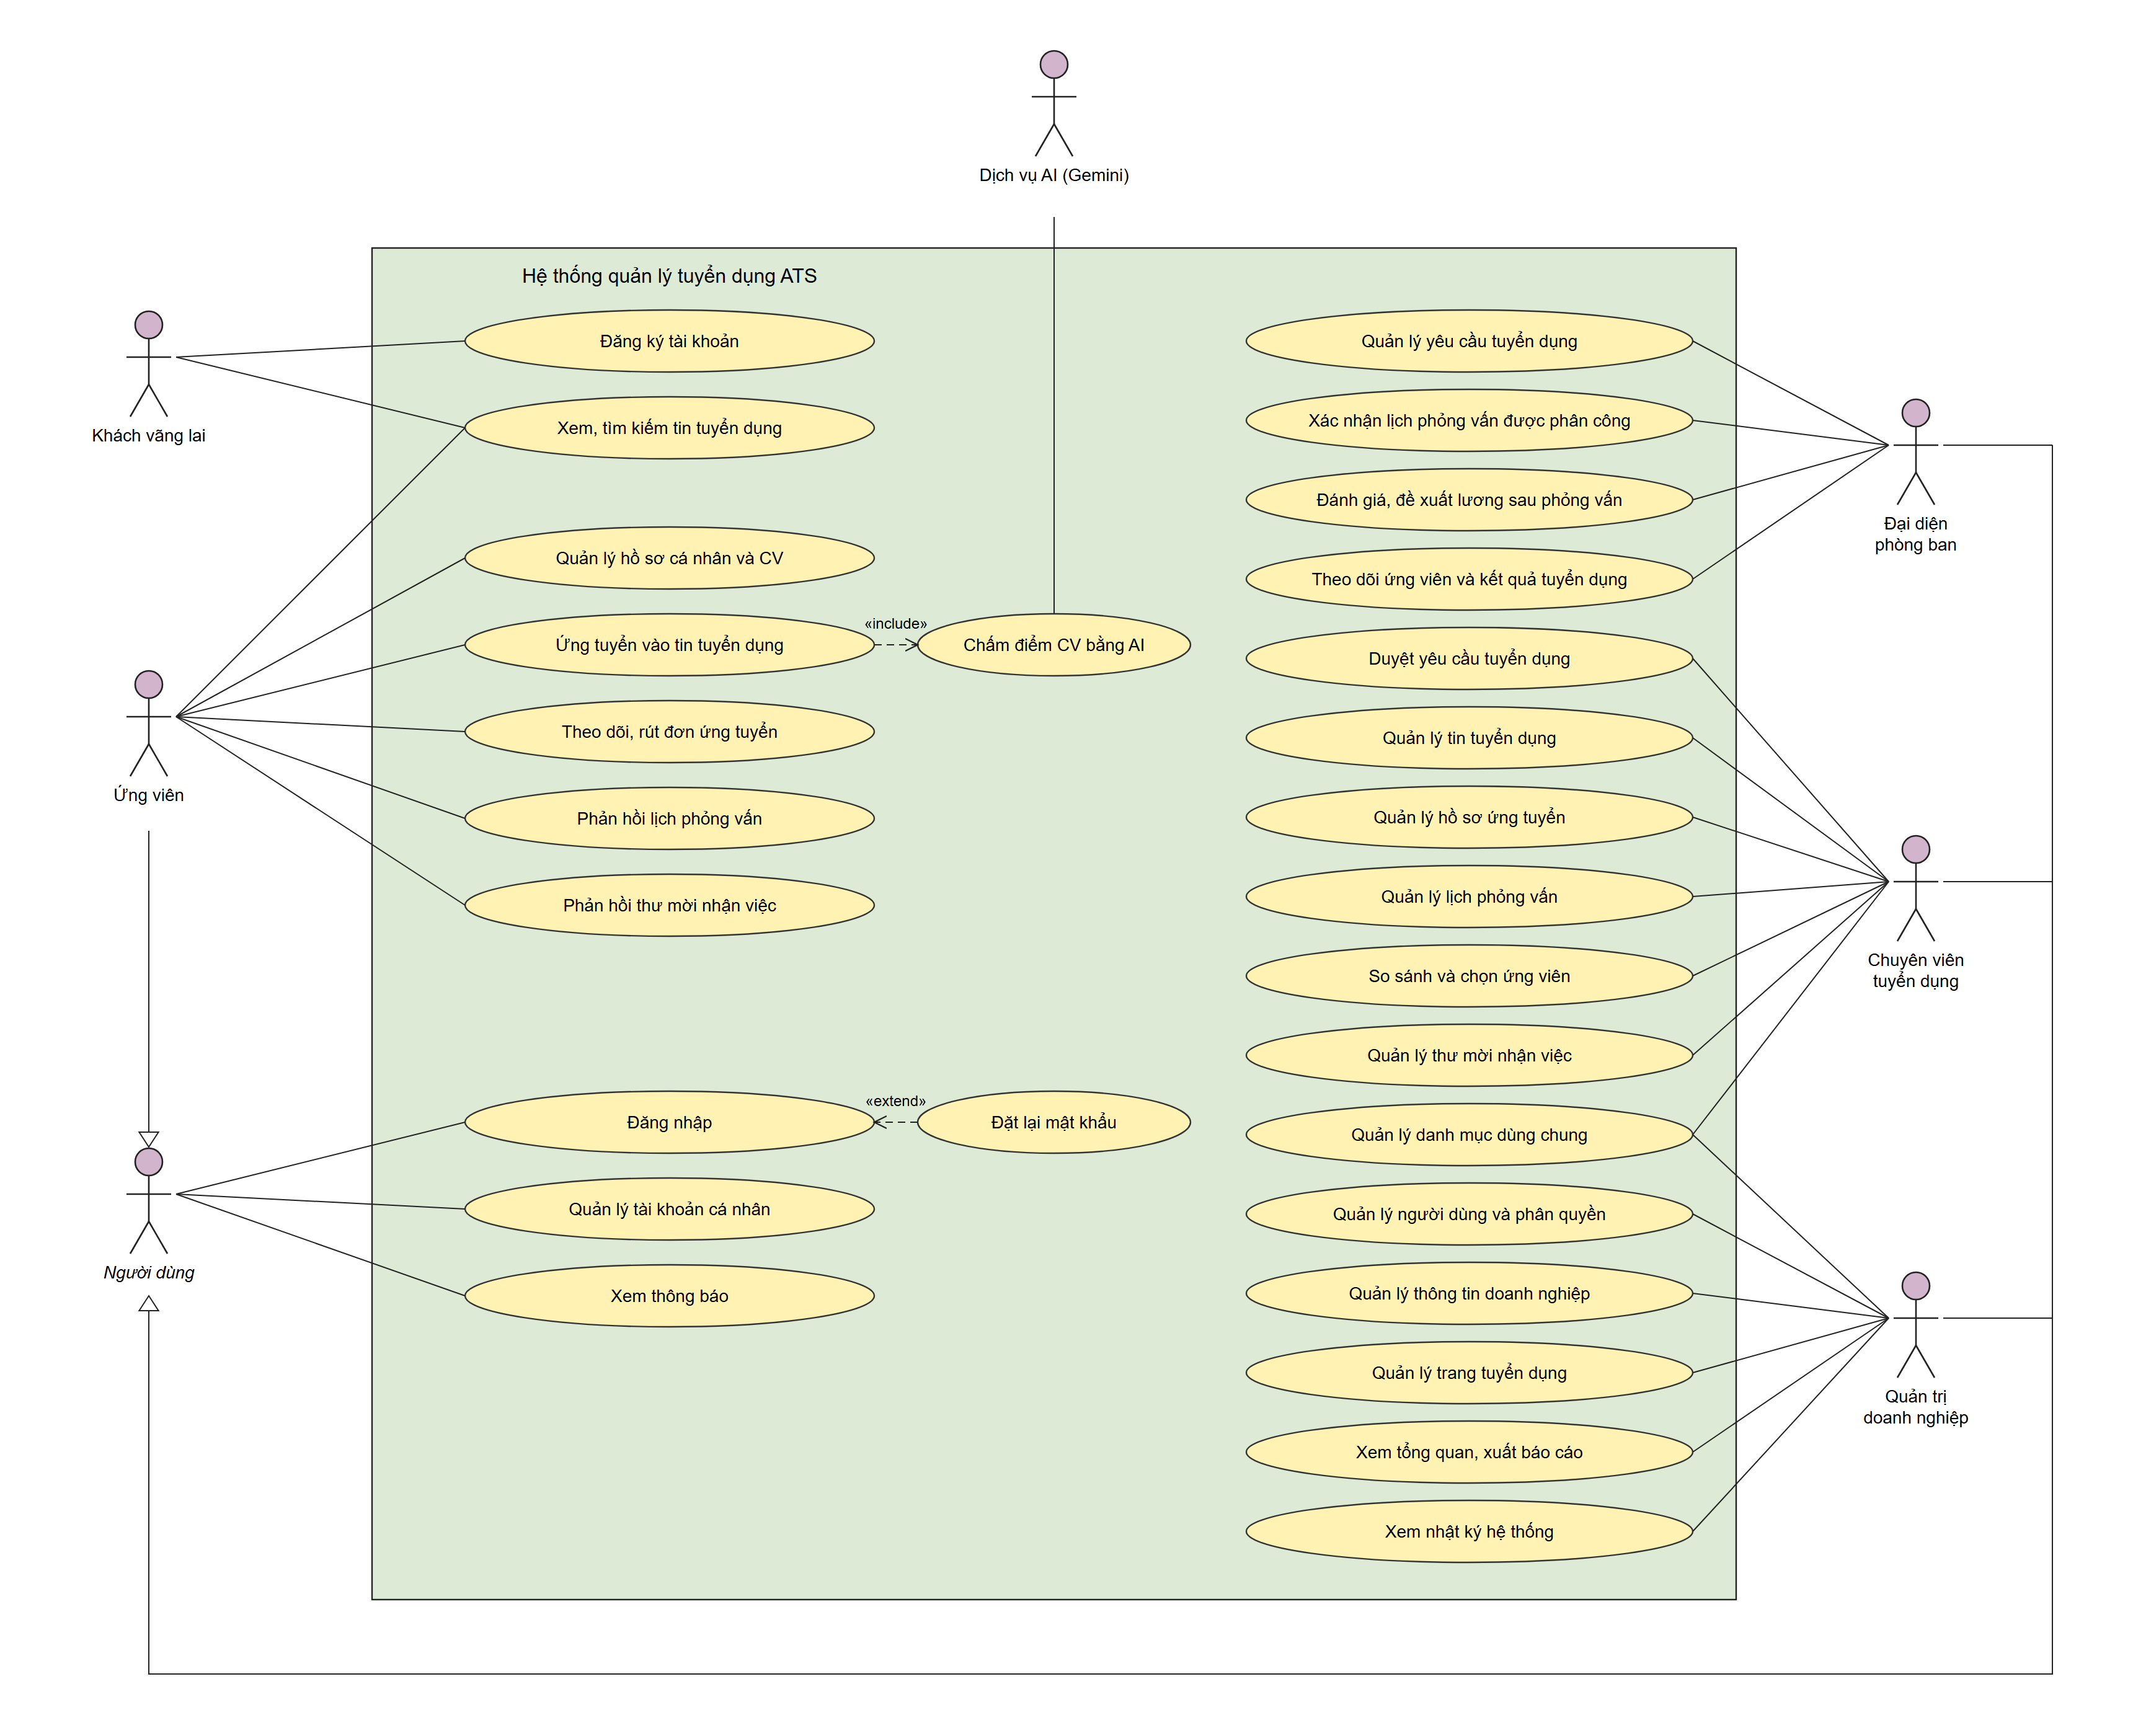 Dịch vụ AI (Gemini)
Hệ thống quản lý tuyển dụng ATS
Khách vãng lai
Đăng ký tài khoản
Xem, tìm kiếm tin tuyển dụng
Quản lý hồ sơ cá nhân và CV
Ứng tuyển vào tin tuyển dụng
«include»
Chấm điểm CV bằng AI
Theo dõi, rút đơn ứng tuyển
Ứng viên
Phản hồi lịch phỏng vấn
Phản hồi thư mời nhận việc
Đăng nhập
«extend»
Đặt lại mật khẩu
Quản lý tài khoản cá nhân
Người dùng
Xem thông báo
Quản lý yêu cầu tuyển dụng
Xác nhận lịch phỏng vấn được phân công
Đánh giá, đề xuất lương sau phỏng vấn
Theo dõi ứng viên và kết quả tuyển dụng
Duyệt yêu cầu tuyển dụng
Quản lý tin tuyển dụng
Quản lý hồ sơ ứng tuyển
Quản lý lịch phỏng vấn
So sánh và chọn ứng viên
Quản lý thư mời nhận việc
Quản lý danh mục dùng chung
Quản lý người dùng và phân quyền
Quản lý thông tin doanh nghiệp
Quản lý trang tuyển dụng
Xem tổng quan, xuất báo cáo
Xem nhật ký hệ thống
Đại diện
phòng ban
Chuyên viên
tuyển dụng
Quản trị
doanh nghiệp